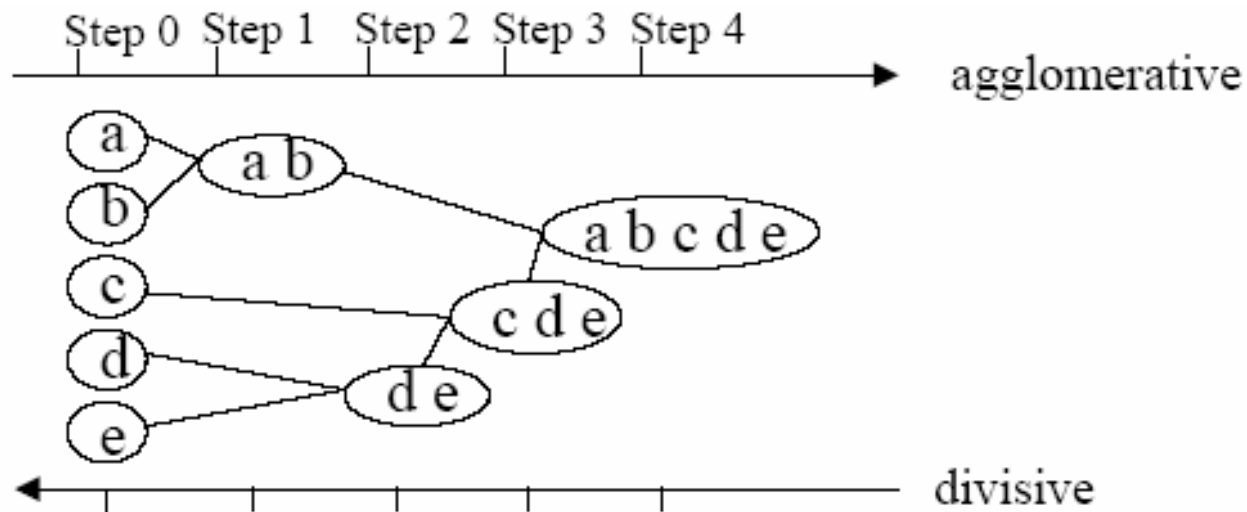 Step 0 Step 1 Step 2 Step 3 Step 4
agglomerative
a
a b
b
a b c d e
c
c d e
d
d e
e
divisive